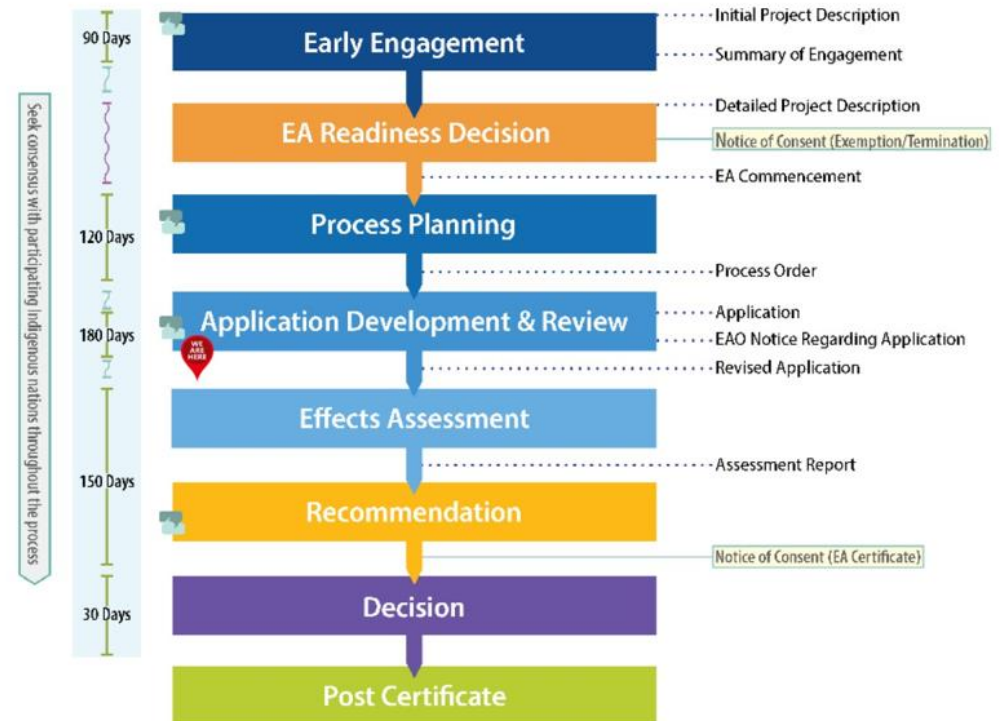 90 Days
Early Engagement
Initial Project Description
Summary of Engagement
Seek consensus with participating Indigenous nations throughout the process
EA Readiness Decision
Detailed Project Description
Notice of Consent (Exemption/Termination)
EA Commencement
120 Days
Process Planning
Process Order
180 Days
Application Development & Review
WE
ARE
HERE
Application
EAO Notice Regarding Application
Revised Application
Effects Assessment
150 Days
Assessment Report
Recommendation
Notice of Consent (EA Certificate)
30 Days
Decision
Post Certificate